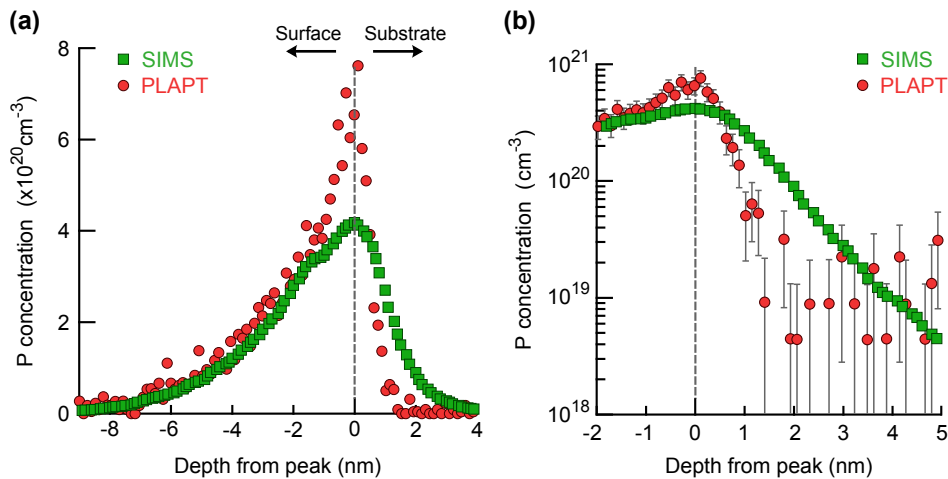 (a)
Surface
Substrate
SIMS
PLAPT
8
6
4
2
0
P concentration (x10²⁰cm⁻³)
-8
-6
-4
-2
0
2
4
Depth from peak (nm)
(b)
SIMS
PLAPT
10²¹
10²⁰
10¹⁹
10¹⁸
P concentration (cm⁻³)
-2
-1
0
1
2
3
4
5
Depth from peak (nm)